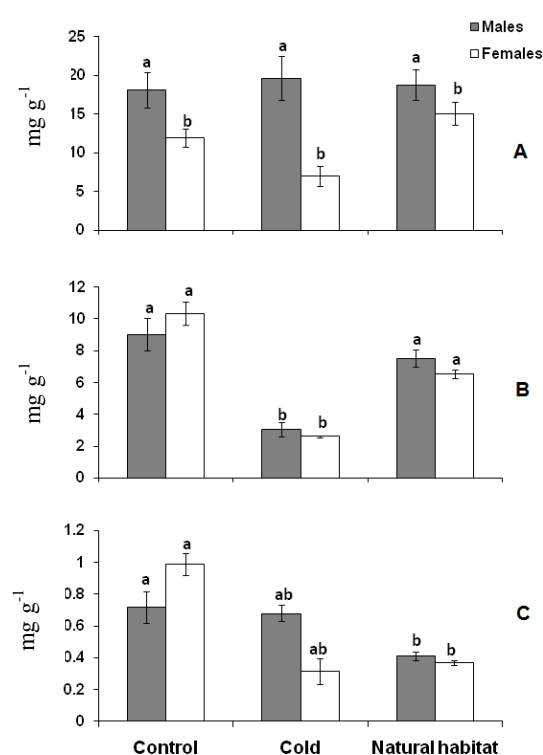 Males
Females
25
20
15
10
5
0
mg g⁻¹
a
b
a
b
a
b
A
12
10
8
6
4
2
0
mg g⁻¹
a
a
b
b
a
a
B
1.2
1
0.8
0.6
0.4
0.2
0
mg g⁻¹
a
a
ab
ab
b
b
C
Control
Cold
Natural habitat